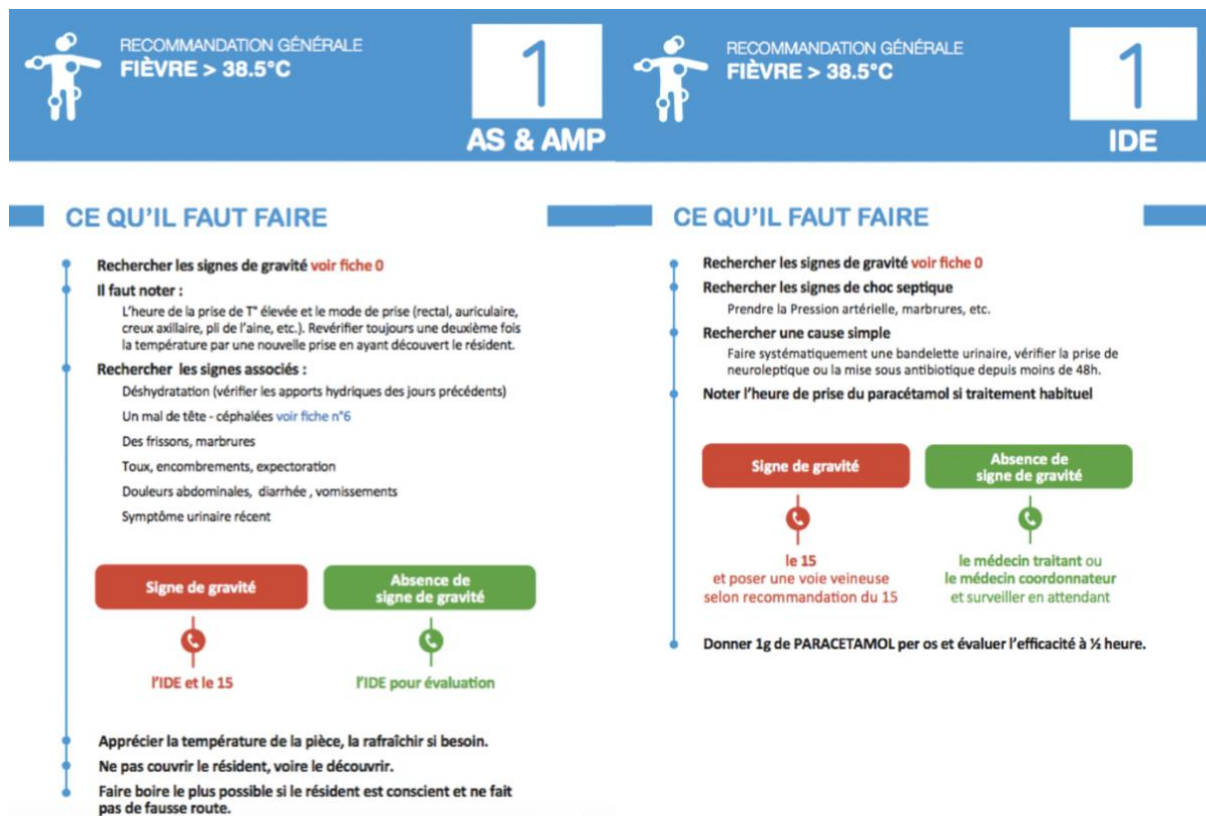 RECOMMANDATION GÉNÉRALE
FIÈVRE > 38.5°C
1
AS & AMP
CE QU'IL FAUT FAIRE
Rechercher les signes de gravité voir fiche 0
Il faut noter :
L'heure de la prise de T° élevée et le mode de prise (rectal, auriculaire,
creux axillaire, pli de l'aine, etc.). Revérifier toujours une deuxième fois
la température par une nouvelle prise en ayant découvert le résident.
Rechercher les signes associés :
Déshydratation (vérifier les apports hydriques des jours précédents)
Un mal de tête - céphalées voir fiche n°6
Des frissons, marbrures
Toux, encombrements, expectoration
Douleurs abdominales, diarrhée , vomissements
Symptôme urinaire récent
Signe de gravité
Absence de
signe de gravité
l'IDE et le 15
l'IDE pour évaluation
Apprécier la température de la pièce, la rafraîchir si besoin.
Ne pas couvrir le résident, voire le découvrir.
Faire boire le plus possible si le résident est conscient et ne fait
pas de fausse route.
RECOMMANDATION GÉNÉRALE
FIÈVRE > 38.5°C
1
IDE
CE QU'IL FAUT FAIRE
Rechercher les signes de gravité voir fiche 0
Rechercher les signes de choc septique
Prendre la Pression artérielle, marbrures, etc.
Rechercher une cause simple
Faire systématiquement une bandelette urinaire, vérifier la prise de
neuroleptique ou la mise sous antibiotique depuis moins de 48h.
Noter l'heure de prise du paracétamol si traitement habituel
Signe de gravité
Absence de
signe de gravité
le 15
et poser une voie veineuse
selon recommandation du 15
le médecin traitant ou
le médecin coordonnateur
et surveiller en attendant
Donner 1g de PARACETAMOL per os et évaluer l'efficacité à ½ heure.